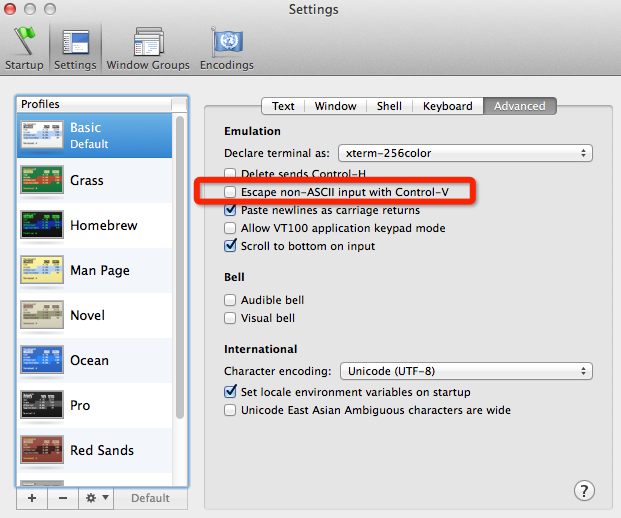 Settings
Startup Settings Window Groups Encodings
Profiles
Basic
Default
Grass
Homebrew
Man Page
Novel
Ocean
Pro
Red Sands
+ − Default
Text Window Shell Keyboard Advanced
Emulation
Declare terminal as: xterm-256color
Delete sends Control-H
Escape non-ASCII input with Control-V
Paste newlines as carriage returns
Allow VT100 application keypad mode
Scroll to bottom on input
Bell
Audible bell
Visual bell
International
Character encoding: Unicode (UTF-8)
Set locale environment variables on startup
Unicode East Asian Ambiguous characters are wide
?